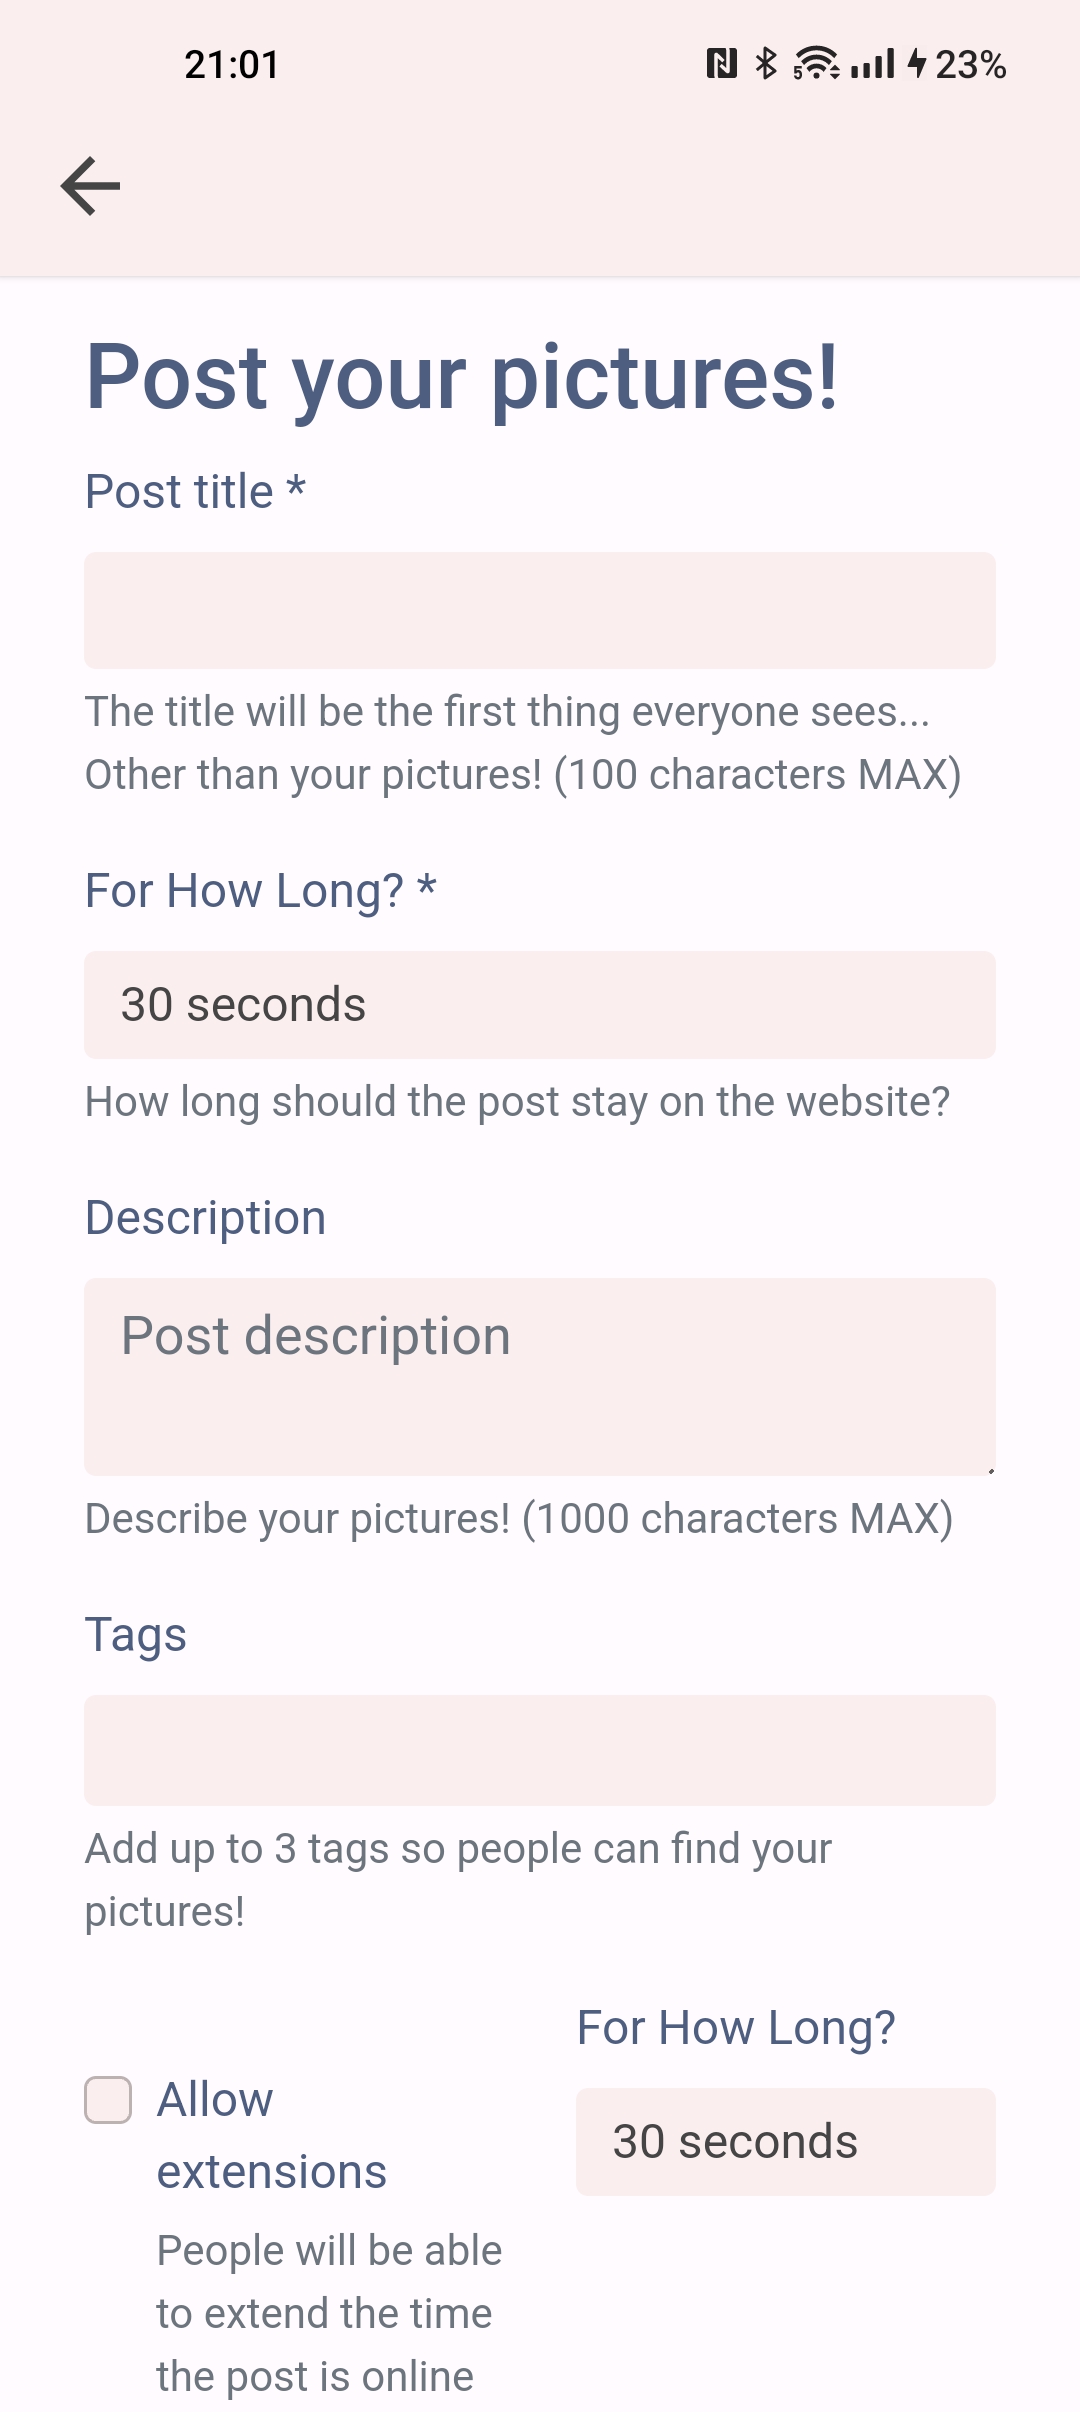 21:01
5 23%
Post your pictures!
Post title *
The title will be the first thing everyone sees...
Other than your pictures! (100 characters MAX)
For How Long? *
30 seconds
How long should the post stay on the website?
Description
Post description
Describe your pictures! (1000 characters MAX)
Tags
Add up to 3 tags so people can find your
pictures!
For How Long?
Allow
extensions
30 seconds
People will be able
to extend the time
the post is online